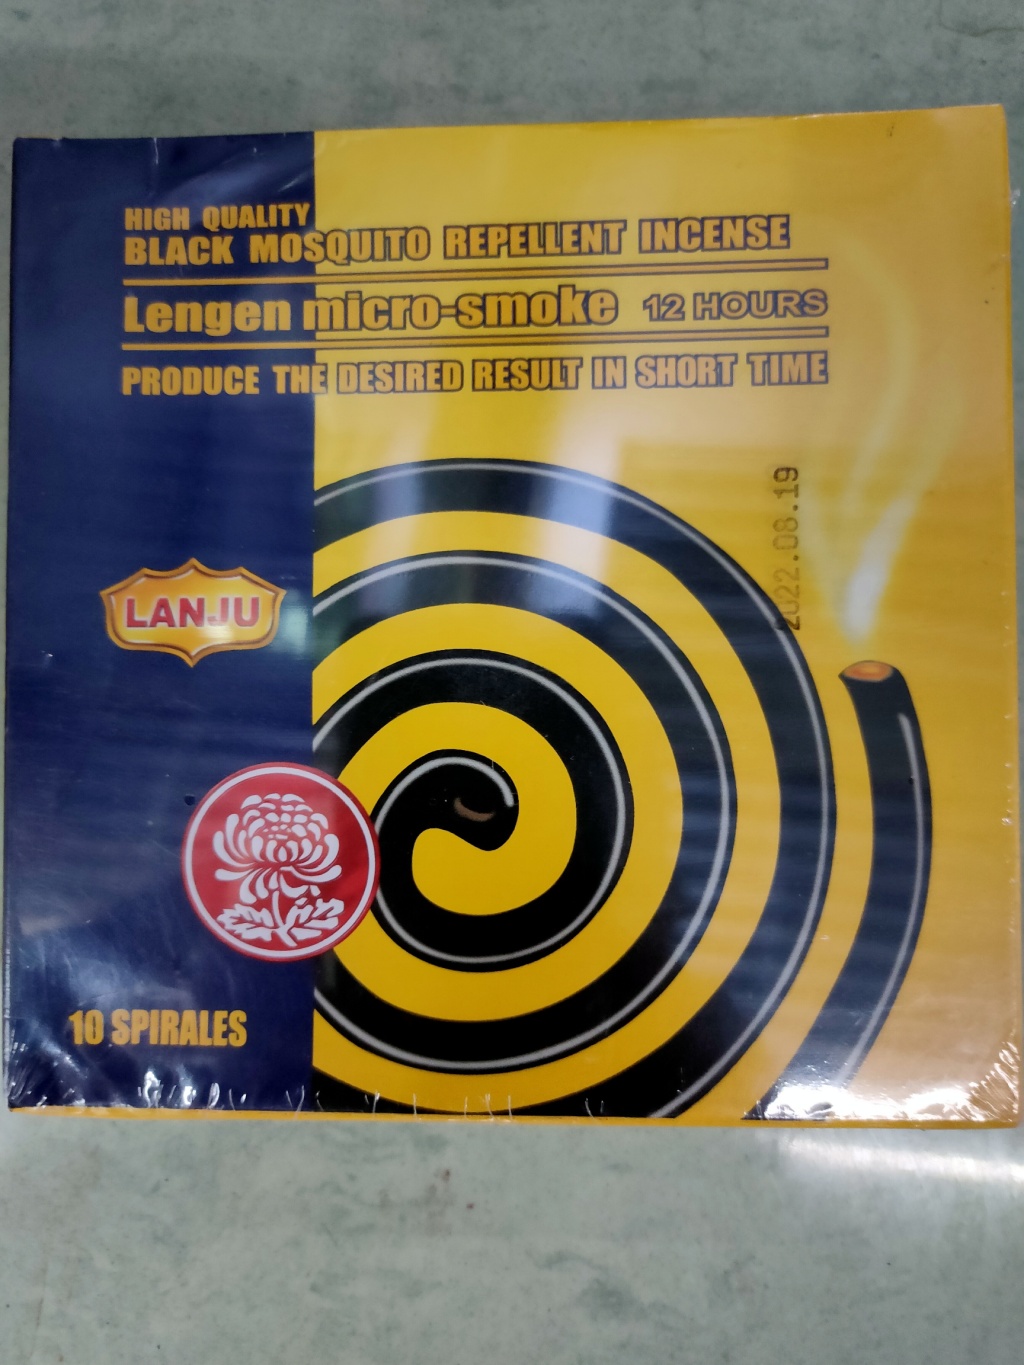 HIGH QUALITY
BLACK MOSQUITO REPELLENT INCENSE
Lengen micro-smoke 12 HOURS
PRODUCE THE DESIRED RESULT IN SHORT TIME
2022.08.19
LANJU
10 SPIRALES